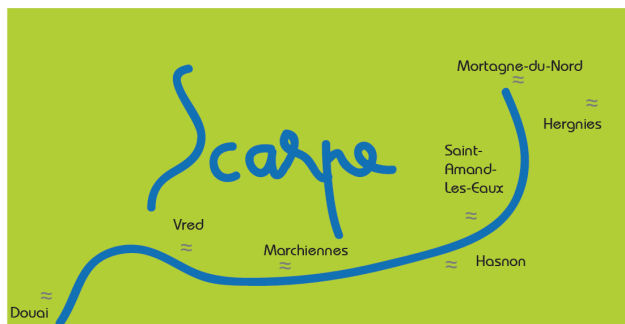 Scarpe
Mortagne-du-Nord
Hergnies
Saint-
Amand-
Les-Eaux
Vred
Marchiennes
Hasnon
Douai